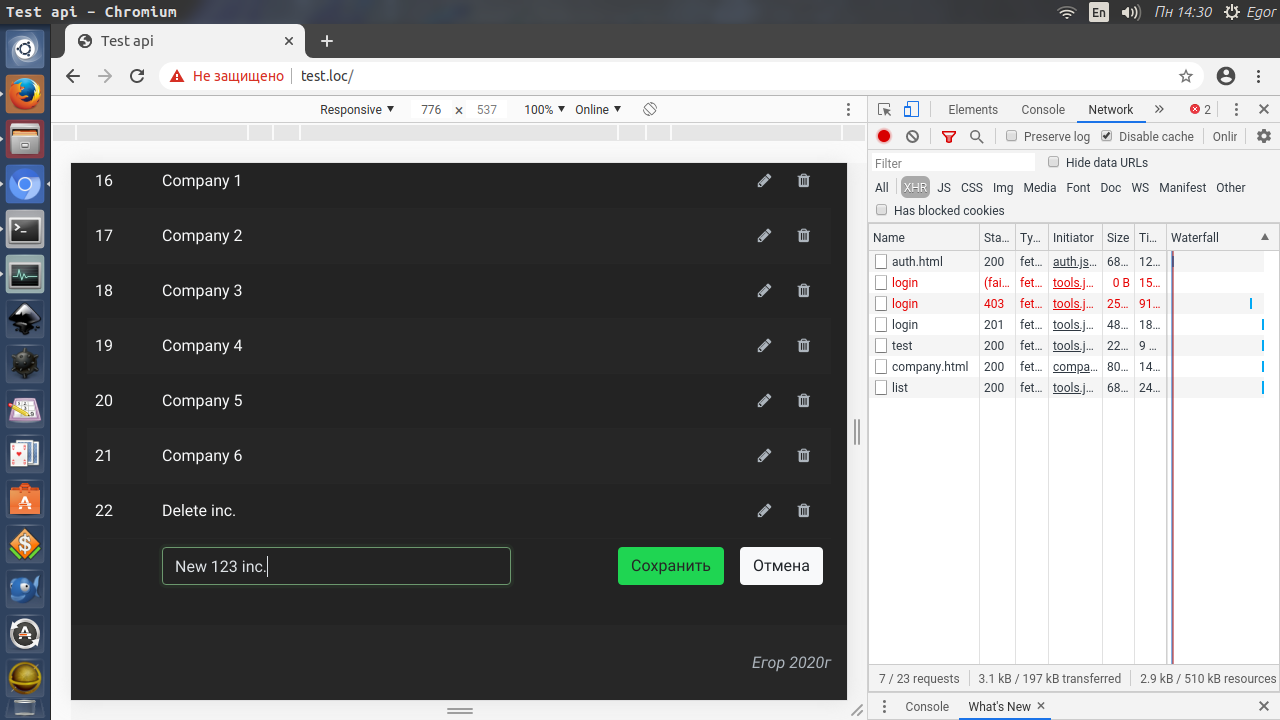 Test api - Chromium
En
Пн 14:30
Egor
Test api
Не защищено
test.loc/
Responsive
776 x 537
100%
Online
Elements
Console
Network
2
Preserve log
Disable cache
Onlir
Filter
Hide data URLs
All
XHR
JS
CSS
Img
Media
Font
Doc
WS
Manifest
Other
Has blocked cookies
Name Sta... Ty... Initiator Size Ti... Waterfall
auth.html 200 fet... auth.js... 68... 12...
login (fai... fet... tools.j... 0 B 15...
login 403 fet... tools.j... 25... 91...
login 201 fet... tools.j... 48... 18...
test 200 fet... tools.j... 22... 9 ...
company.html 200 fet... compa... 80... 14...
list 200 fet... tools.j... 68... 24...
16 Company 1
17 Company 2
18 Company 3
19 Company 4
20 Company 5
21 Company 6
22 Delete inc.
New 123 inc.
Сохранить
Отмена
Егор 2020г
7 / 23 requests
3.1 kB / 197 kB transferred
2.9 kB / 510 kB resources
Console
What's New